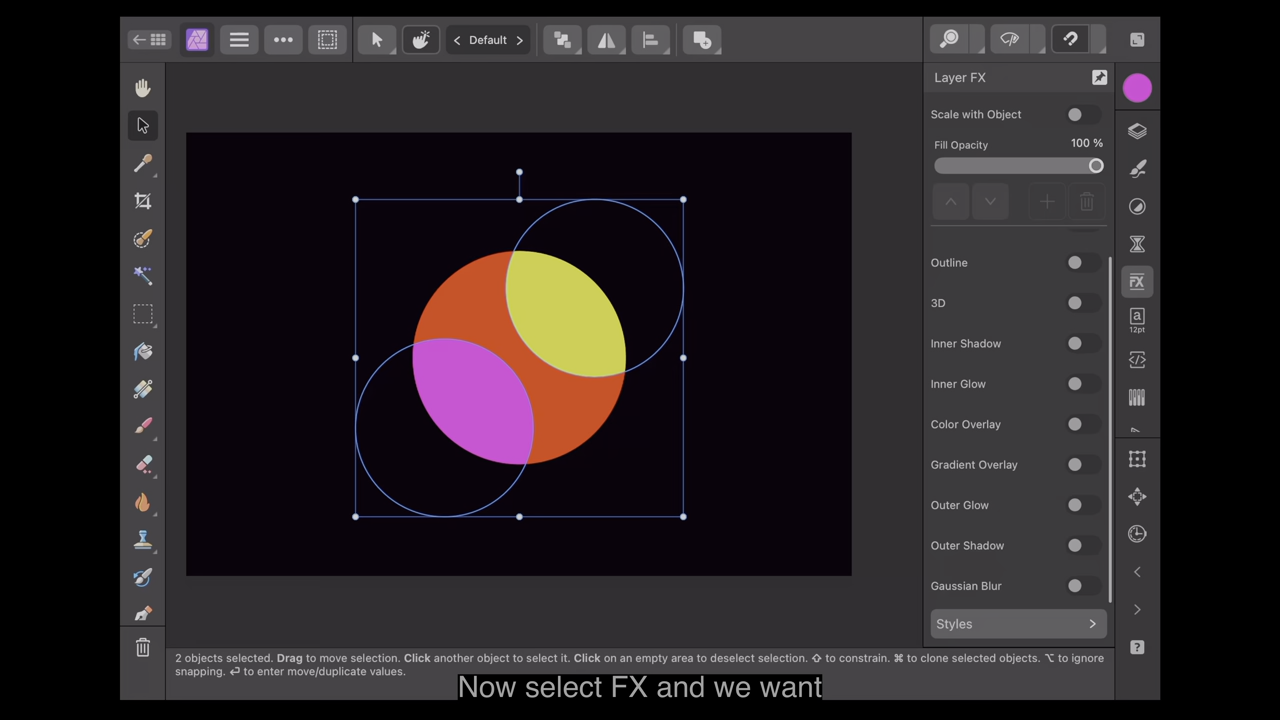 Default
Layer FX
Scale with Object
Fill Opacity
100 %
Outline
3D
Inner Shadow
Inner Glow
Color Overlay
Gradient Overlay
Outer Glow
Outer Shadow
Gaussian Blur
Styles
FX
a
12pt
?
2 objects selected. Drag to move selection. Click another object to select it. Click on an empty area to deselect selection. ⇧ to constrain. ⌘ to clone selected objects. ⌥ to ignore
snapping. ↩ to enter move/duplicate values.
Now select FX and we want